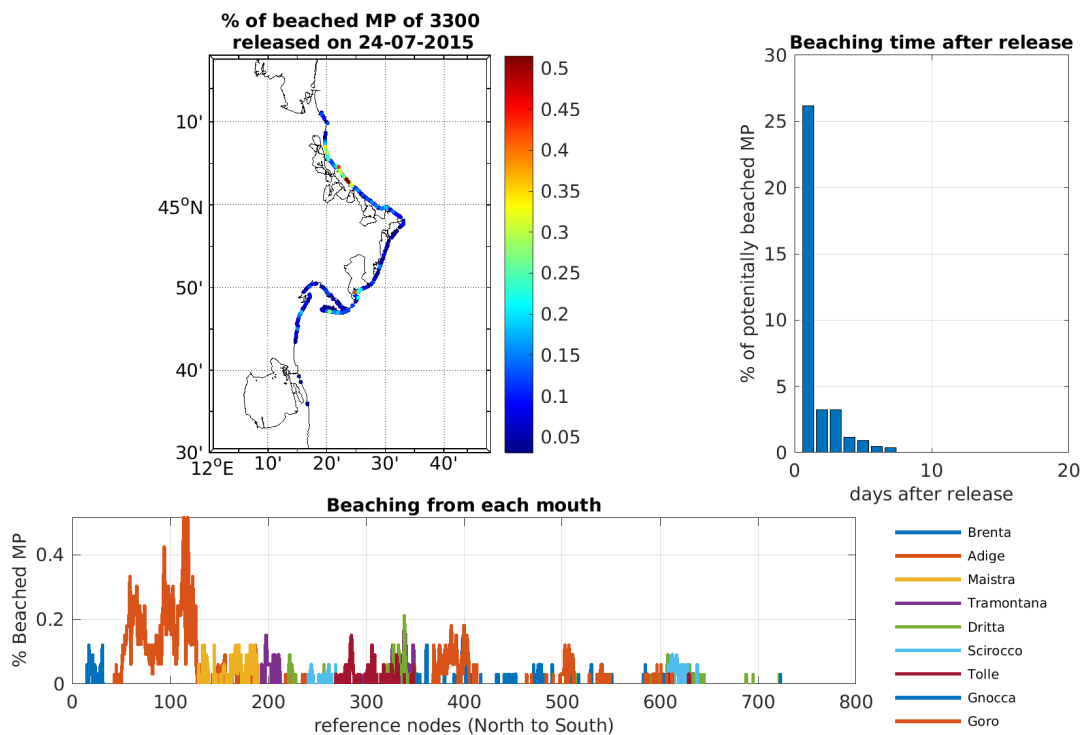 % of beached MP of 3300
released on 24-07-2015
10'
45°N
50'
40'
30'
12°E
10'
20'
30'
40'
0.5
0.45
0.4
0.35
0.3
0.25
0.2
0.15
0.1
0.05
Beaching time after release
% of potenitally beached MP
30
25
20
15
10
5
0
0
10
20
days after release
Beaching from each mouth
% Beached MP
0.4
0.2
0
0
100
200
300
400
500
600
700
800
reference nodes (North to South)
Brenta
Adige
Maistra
Tramontana
Dritta
Scirocco
Tolle
Gnocca
Goro